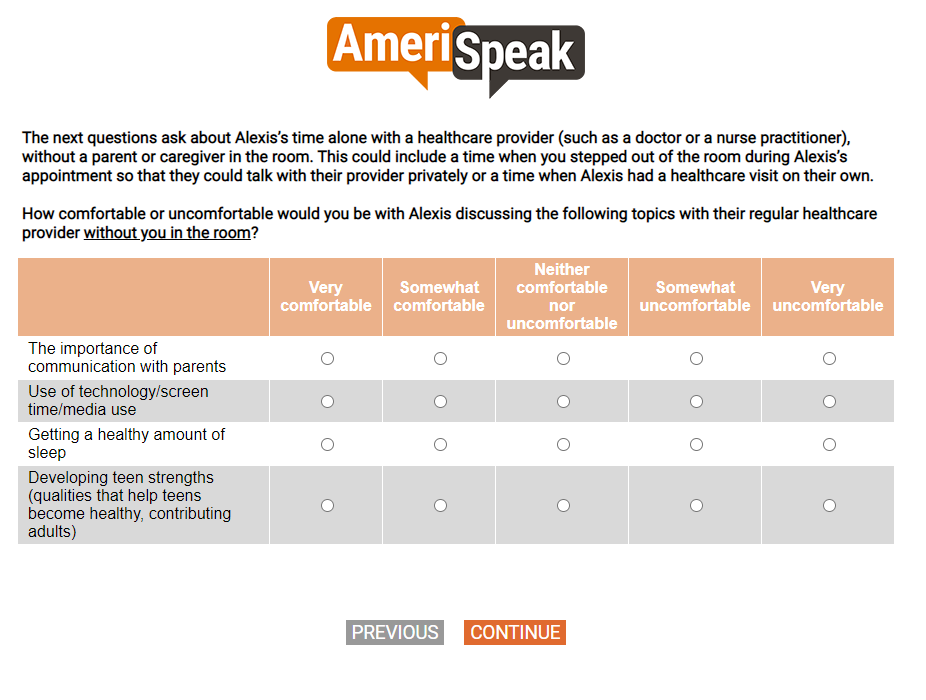 AmeriSpeak
The next questions ask about Alexis’s time alone with a healthcare provider (such as a doctor or a nurse practitioner),
without a parent or caregiver in the room. This could include a time when you stepped out of the room during Alexis’s
appointment so that they could talk with their provider privately or a time when Alexis had a healthcare visit on their own.
How comfortable or uncomfortable would you be with Alexis discussing the following topics with their regular healthcare
provider without you in the room?
Very
comfortable
Somewhat
comfortable
Neither
comfortable
nor
uncomfortable
Somewhat
uncomfortable
Very
uncomfortable
The importance of
communication with parents
Use of technology/screen
time/media use
Getting a healthy amount of
sleep
Developing teen strengths
(qualities that help teens
become healthy, contributing
adults)
PREVIOUS
CONTINUE